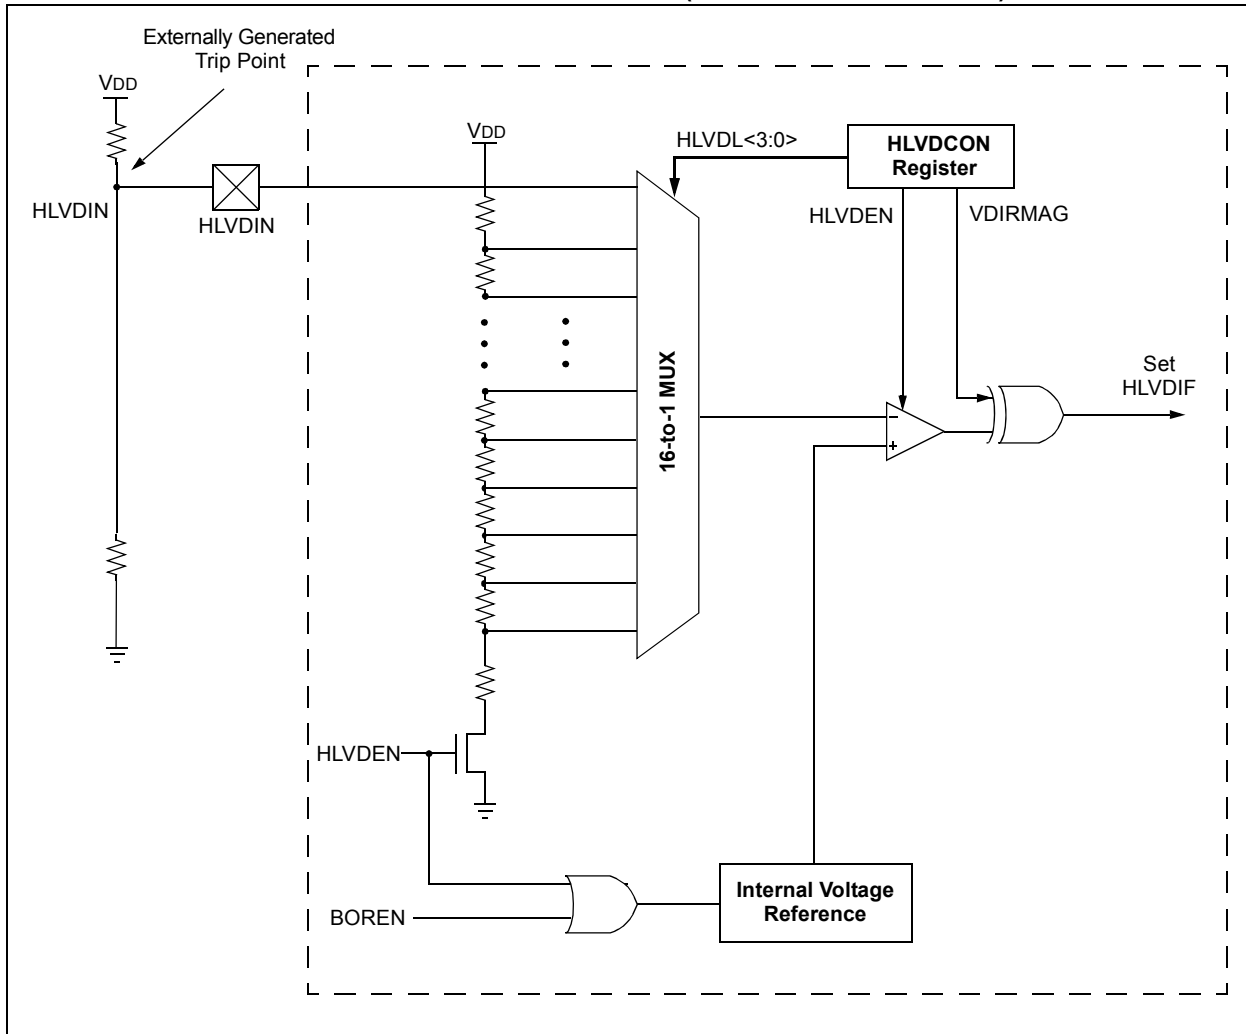 Externally Generated
Trip Point
VDD
VDD
HLVDL<3:0>
HLVDCON
Register
HLVDIN
HLVDIN
HLVDEN
VDIRMAG
16-to-1 MUX
Set
HLVDIF
–
+
HLVDEN
BOREN
Internal Voltage
Reference